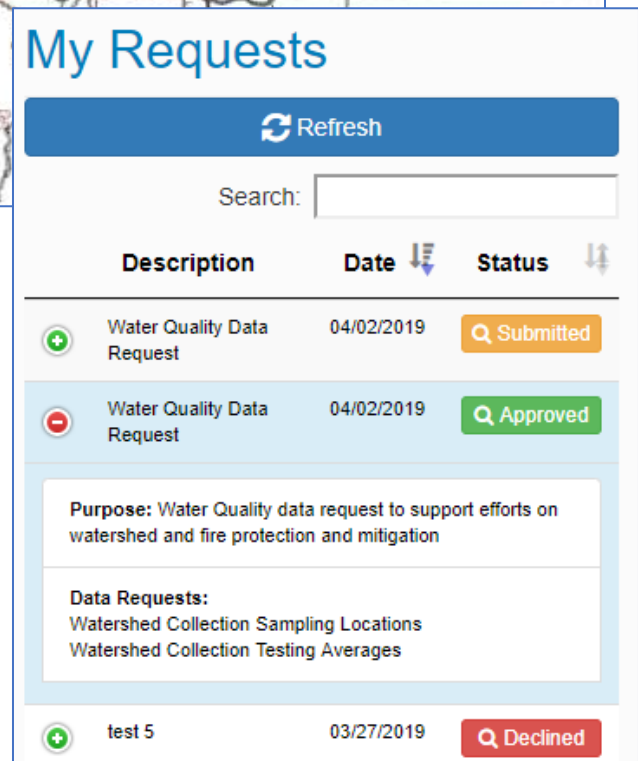 My Requests
Refresh
Search:
Description Date Status
Water Quality Data 04/02/2019 Submitted
Request
Water Quality Data 04/02/2019 Approved
Request
Purpose: Water Quality data request to support efforts on
watershed and fire protection and mitigation
Data Requests:
Watershed Collection Sampling Locations
Watershed Collection Testing Averages
test 5 03/27/2019 Declined